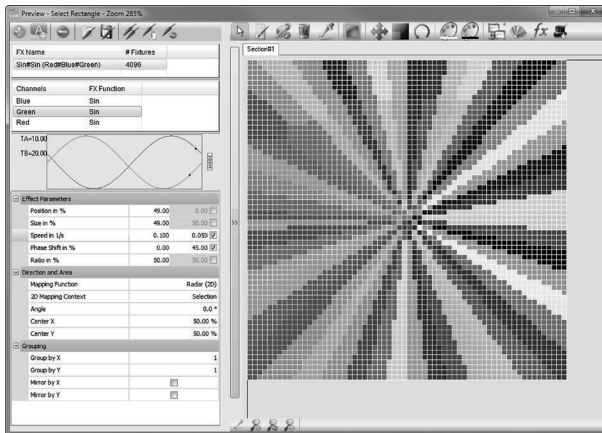 Preview - Select Rectangle - Zoom 285%
FX Name # Fixtures
Sin#Sin (Red#Blue#Green) 4096
Channels FX Function
Blue Sin
Green Sin
Red Sin
TA=10.00
TB=20.00
Effect Parameters
Position in % 49.00 0.00
Size in % 49.00 50.00
Speed in 1/s 0.100 0.050
Phase Shift in % 0.00 45.00
Ratio in % 50.00 50.00
Direction and Area
Mapping Function Radar (2D)
2D Mapping Context Selection
Angle 0.0 °
Center X 50.00 %
Center Y 50.00 %
Grouping
Group by X 1
Group by Y 1
Mirror by X
Mirror by Y
fx
Section#1
>>